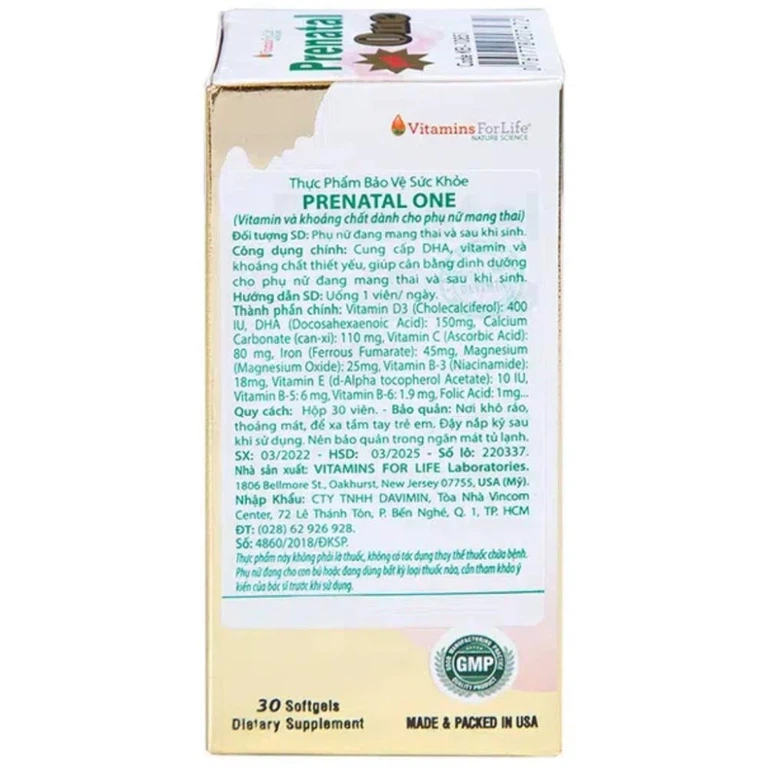 Prenatal
One
VitaminsForLife
VitaminsForLife®
NATURE SCIENCE
Thực Phẩm Bảo Vệ Sức Khỏe
PRENATAL ONE
(Vitamin và khoáng chất dành cho phụ nữ mang thai)
Đối tượng SD: Phụ nữ đang mang thai và sau khi sinh.
Công dụng chính: Cung cấp DHA, vitamin và
khoáng chất thiết yếu, giúp cân bằng dinh dưỡng
cho phụ nữ đang mang thai và sau khi sinh.
Hướng dẫn SD: Uống 1 viên/ ngày.
Thành phần chính: Vitamin D3 (Cholecalciferol): 400
IU, DHA (Docosahexaenoic Acid): 150mg, Calcium
Carbonate (can-xi): 110 mg, Vitamin C (Ascorbic Acid):
80 mg, Iron (Ferrous Fumarate): 45mg, Magnesium
(Magnesium Oxide): 25mg, Vitamin B-3 (Niacinamide):
18mg, Vitamin E (d-Alpha tocopherol Acetate): 10 IU,
Vitamin B-5: 6 mg, Vitamin B-6: 1.9 mg, Folic Acid: 1mg...
Quy cách: Hộp 30 viên. - Bảo quản: Nơi khô ráo,
thoáng mát, để xa tầm tay trẻ em. Đậy nắp kỹ sau
khi sử dụng. Nên bảo quản trong ngăn mát tủ lạnh.
SX: 03/2022 - HSD: 03/2025 - Số lô: 220337.
Nhà sản xuất: VITAMINS FOR LIFE Laboratories.
1806 Bellmore St., Oakhurst, New Jersey 07755, USA (Mỹ).
Nhập Khẩu: CTY TNHH DAVIMIN, Tòa Nhà Vincom
Center, 72 Lê Thánh Tôn, P. Bến Nghé, Q. 1, TP. HCM
ĐT: (028) 62 926 928.
Số: 4860/2018/ĐKSP.
Thực phẩm này không phải là thuốc, không có tác dụng thay thế thuốc chữa bệnh.
Phụ nữ đang cho con bú hoặc đang dùng bất kỳ loại thuốc nào, cần tham khảo ý
kiến của bác sĩ trước khi sử dụng.
GOOD MANUFACTURING PRACTICE
GMP
QUALITY PRODUCT
30 Softgels
Dietary Supplement
MADE & PACKED IN USA